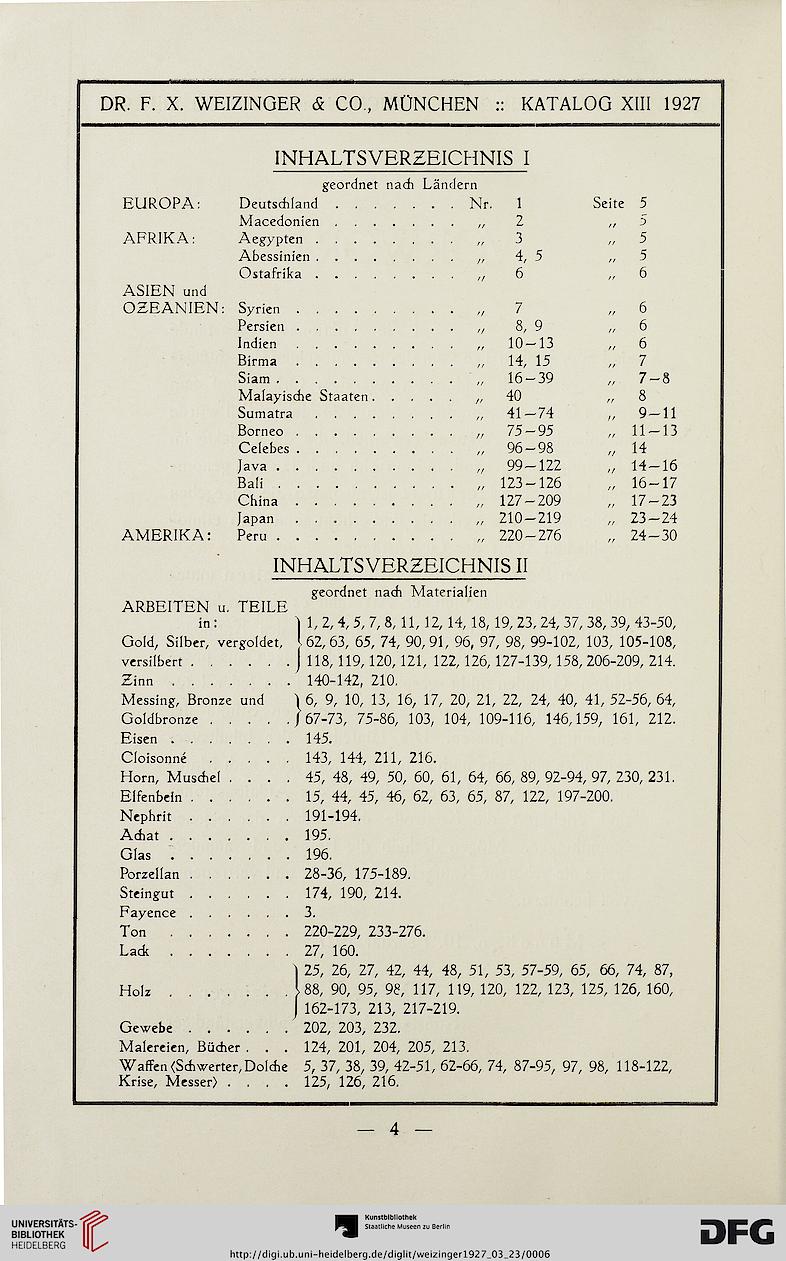 DR. F. X. WEIZINGER & CO., MÜNCHEN :: KATALOG XIII 1927
INHALTSVERZEICHNIS I
geordnet nach Ländern
EUROPA: Deutschland . . . . . . . Nr. 1 Seite 5
Macedonien . . . . . . . „ 2 „ 5
AFRIKA: Aegypten . . . . . . . . „ 3 „ 5
Abessinien . . . . . . . . „ 4, 5 „ 5
Ostafrika . . . . . . . . „ 6 „ 6
ASIEN und
OZEANIEN: Syrien . . . . . . . . . „ 7 „ 6
Persien . . . . . . . . . „ 8, 9 „ 6
Indien . . . . . . . . . „ 10—13 „ 6
Birma . . . . . . . . . „ 14, 15 „ 7
Siam . . . . . . . . . . „ 16—39 „ 7—8
Malayische Staaten . . . . . „ 40 „ 8
Sumatra . . . . . . . . „ 41—74 „ 9—11
Borneo . . . . . . . . . „ 75—95 „ 11—13
Celebes . . . . . . . . . „ 96—98 „ 14
Java . . . . . . . . . . „ 99—122 „ 14—16
Bali . . . . . . . . . . „ 123—126 „ 16—17
China . . . . . . . . . „ 127—209 „ 17—23
Japan . . . . . . . . . „ 210—219 „ 23—24
AMERIKA: Peru . . . . . . . . . . „ 220—276 „ 24—30
INHALTSVERZEICHNIS II
geordnet nach Materialien
ARBEITEN u. TEILE
in: 1, 2, 4, 5, 7, 8, 11, 12, 14, 18, 19, 23, 24, 37, 38, 39, 43-50,
Gold, Silber, vergoldet, 62, 63, 65, 74, 90, 91, 96, 97, 98, 99-102, 103, 105-108,
versilbert . . . . . . 118, 119, 120, 121, 122, 126, 127-139, 158, 206-209, 214.
Zinn . . . . . . . 140-142, 210.
Messing, Bronze und 6, 9, 10, 13, 16, 17, 20, 21, 22, 24, 40, 41, 52-56, 64,
Goldbronze . . . . . 67-73, 75-86, 103, 104, 109-116, 146, 159, 161, 212.
Eisen . . . . . . . 145.
Cloisonné . . . . . 143, 144, 211, 216.
Horn, Muschel . . . . 45, 48, 49, 50, 60, 61, 64, 66, 89, 92-94, 97, 230, 231.
Elfenbein . . . . . . 15, 44, 45, 46, 62, 63, 65, 87, 122, 197-200.
Nephrit . . . . . . 191-194.
Achat . . . . . . . 195.
Glas . . . . . . . 196.
Porzellan . . . . . . 28-36, 175-189.
Steingut . . . . . . 174, 190, 214.
Fayence . . . . . . 3.
Ton . . . . . . . 220-229, 233-276.
Lack . . . . . . . 27, 160.
25, 26, 27, 42, 44, 48, 51, 53, 57-59, 65, 66, 74, 87,
Holz . . . . . . . 88, 90, 95, 98, 117, 119, 120, 122, 123, 125, 126, 160,
162-173, 213, 217-219.
Gewebe . . . . . . 202, 203, 232.
Malereien, Bücher . . . 124, 201, 204, 205, 213.
Waffen (Schwerter, Dolche 5, 37, 38, 39, 42-51, 62-66, 74, 87-95, 97, 98, 118-122,
Krise, Messer) . . . . 125, 126, 216.
— 4 —
UNIVERSITÄTS-
BIBLIOTHEK
HEIDELBERG
Kunstbibliothek
Staatliche Museen zu Berlin
DFG
http://digi.ub.uni-heidelberg.de/diglit/weizinger1927_03_23/0006